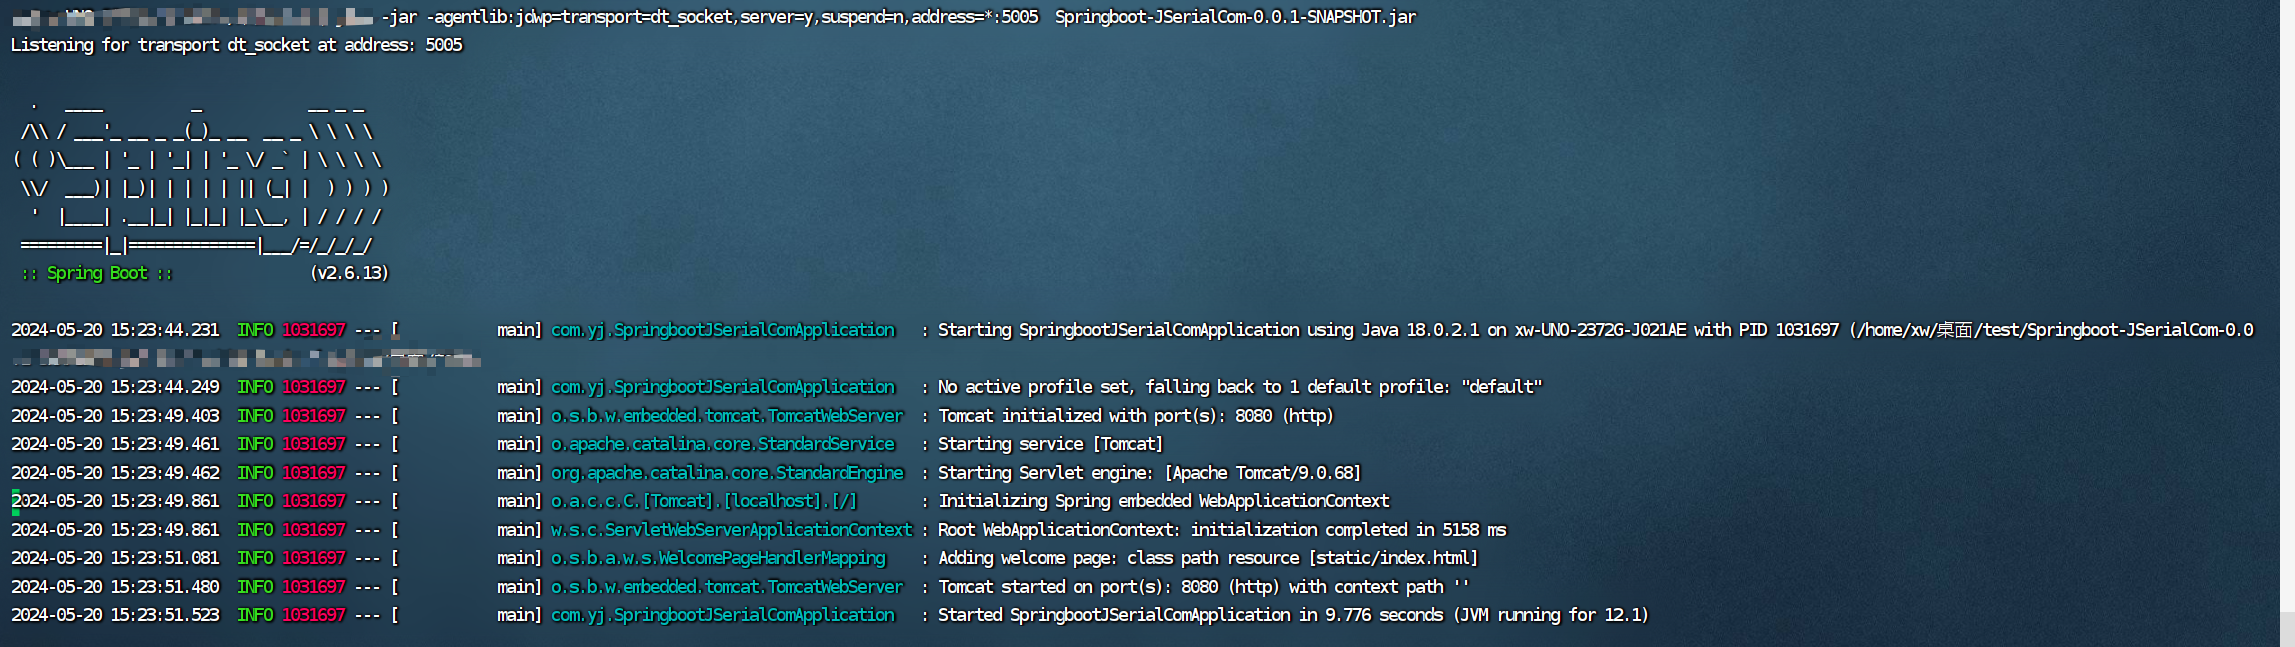 -jar -agentlib:jdwp=transport=dt_socket,server=y,suspend=n,address=*:5005  Springboot-JSerialCom-0.0.1-SNAPSHOT.jar
Listening for transport dt_socket at address: 5005
  .   ____          _            __ _ _
 /\\ / ___'_ __ _ _(_)_ __  __ _ \ \ \ \
( ( )\___ | '_ | '_| | '_ \/ _` | \ \ \ \
 \\/  ___)| |_)| | | | | || (_| |  ) ) ) )
  '  |____| .__|_| |_|_| |_\__, | / / / /
 =========|_|==============|___/=/_/_/_/
 :: Spring Boot ::               (v2.6.13)
2024-05-20 15:23:44.231  INFO 1031697 --- [           main] com.yj.SpringbootJSerialComApplication   : Starting SpringbootJSerialComApplication using Java 18.0.2.1 on xw-UNO-2372G-J021AE with PID 1031697 (/home/xw/桌面/test/Springboot-JSerialCom-0.0
2024-05-20 15:23:44.249  INFO 1031697 --- [           main] com.yj.SpringbootJSerialComApplication   : No active profile set, falling back to 1 default profile: "default"
2024-05-20 15:23:49.403  INFO 1031697 --- [           main] o.s.b.w.embedded.tomcat.TomcatWebServer  : Tomcat initialized with port(s): 8080 (http)
2024-05-20 15:23:49.461  INFO 1031697 --- [           main] o.apache.catalina.core.StandardService   : Starting service [Tomcat]
2024-05-20 15:23:49.462  INFO 1031697 --- [           main] org.apache.catalina.core.StandardEngine  : Starting Servlet engine: [Apache Tomcat/9.0.68]
2024-05-20 15:23:49.861  INFO 1031697 --- [           main] o.a.c.c.C.[Tomcat].[localhost].[/]       : Initializing Spring embedded WebApplicationContext
2024-05-20 15:23:49.861  INFO 1031697 --- [           main] w.s.c.ServletWebServerApplicationContext : Root WebApplicationContext: initialization completed in 5158 ms
2024-05-20 15:23:51.081  INFO 1031697 --- [           main] o.s.b.a.w.s.WelcomePageHandlerMapping    : Adding welcome page: class path resource [static/index.html]
2024-05-20 15:23:51.480  INFO 1031697 --- [           main] o.s.b.w.embedded.tomcat.TomcatWebServer  : Tomcat started on port(s): 8080 (http) with context path ''
2024-05-20 15:23:51.523  INFO 1031697 --- [           main] com.yj.SpringbootJSerialComApplication   : Started SpringbootJSerialComApplication in 9.776 seconds (JVM running for 12.1)